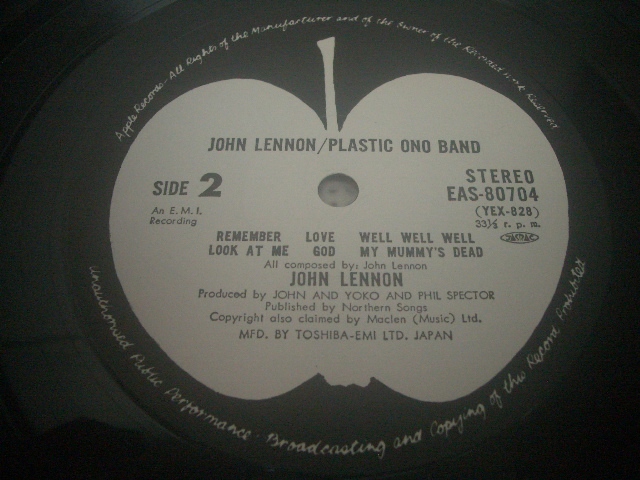 Apple Records. All Rights of the Manufacturer and of the Owner of the Recorded Work Reserved
JOHN LENNON/PLASTIC ONO BAND
SIDE 2
STEREO
EAS-80704
(YEX-828)
33⅓ r. p. m.
An E. M. I.
Recording
REMEMBER LOVE WELL WELL WELL
LOOK AT ME GOD MY MUMMY'S DEAD
All composed by: John Lennon
JOHN LENNON
Produced by JOHN AND YOKO AND PHIL SPECTOR
Published by Northern Songs
Copyright also claimed by Maclen (Music) Ltd.
MFD. BY TOSHIBA-EMI LTD. JAPAN
Unauthorised Public Performance. Broadcasting and Copying of this Record Prohibited